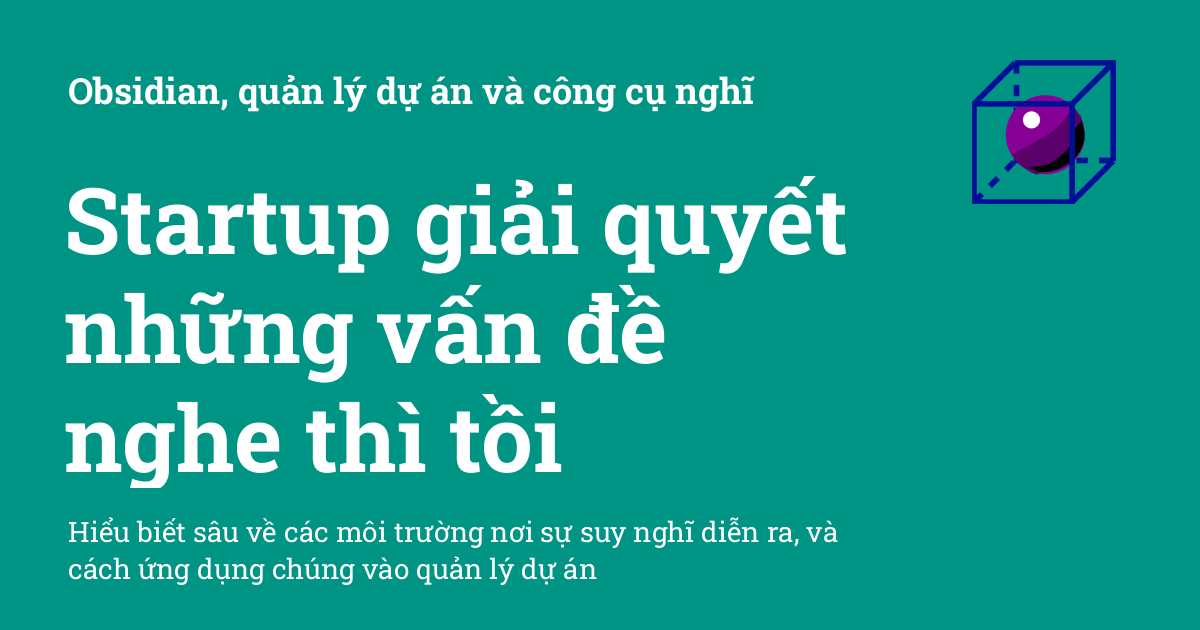 Obsidian, quản lý dự án và công cụ nghĩ
Startup giải quyết
những vấn đề
nghe thì tồi
Hiểu biết sâu về các môi trường nơi sự suy nghĩ diễn ra, và
cách ứng dụng chúng vào quản lý dự án